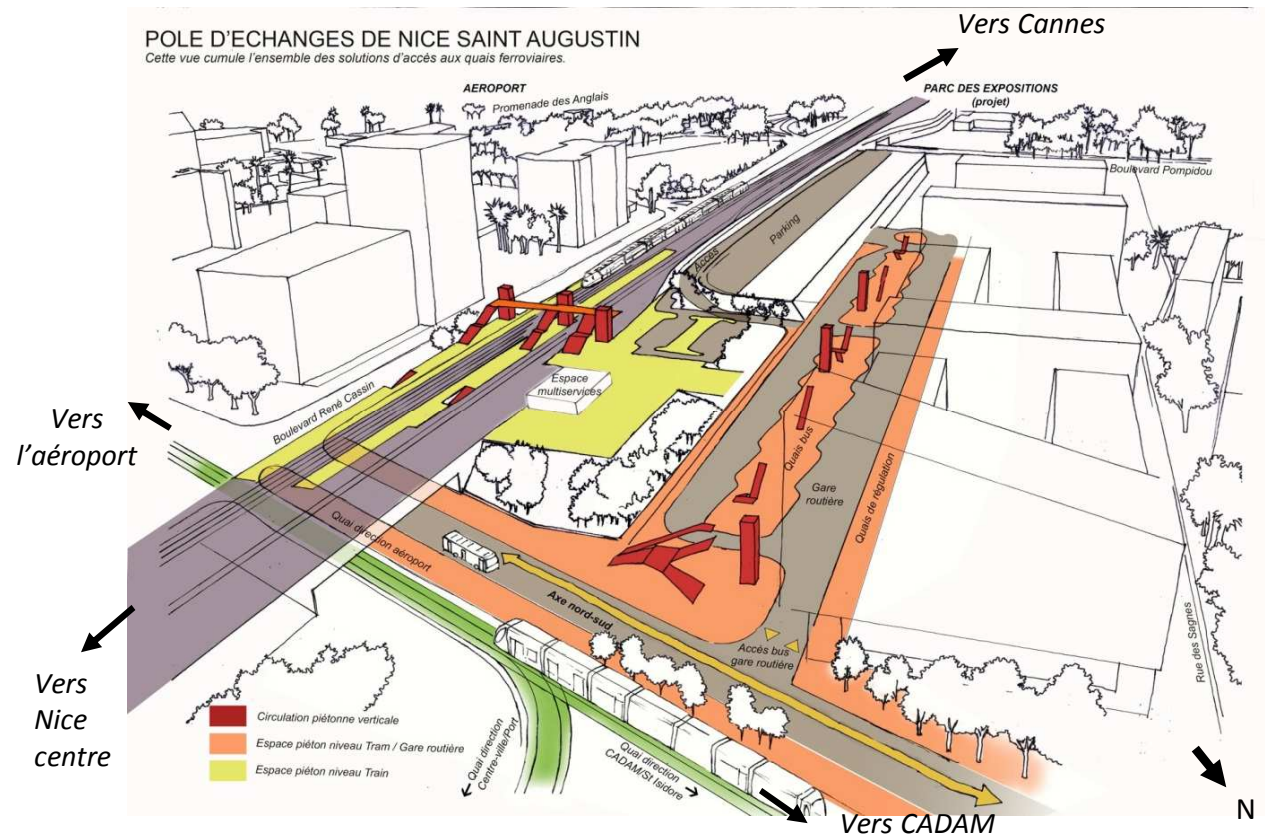 Vers Cannes
POLE D'ECHANGES DE NICE SAINT AUGUSTIN
Cette vue cumule l'ensemble des solutions d'accès aux quais ferroviaires.
AEROPORT
Promenade des Anglais
PARC DES EXPOSITIONS
(projet)
Boulevard Pompidou
Parking
Accès
Espace
multiservices
Boulevard René Cassin
Vers
l'aéroport
Quais bus
Gare
routière
Quais de régulation
Quai direction aéroport
Axe nord-sud
Accès bus
gare routière
Rue des Sagnes
Vers
Nice
centre
Circulation piétonne verticale
Espace piéton niveau Tram / Gare routière
Espace piéton niveau Train
Quai direction
Centre-ville/Port
Quai direction
CADAM/St Isidore
Vers CADAM
N